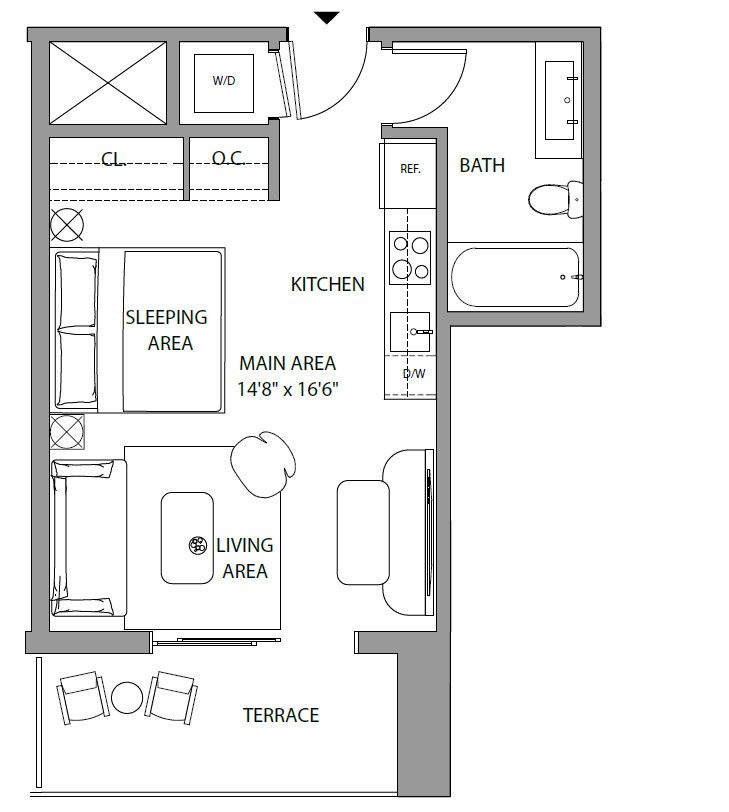 W/D
CL.
O.C.
REF.
BATH
KITCHEN
SLEEPING
AREA
MAIN AREA
14'8" x 16'6"
D/W
LIVING
AREA
TERRACE